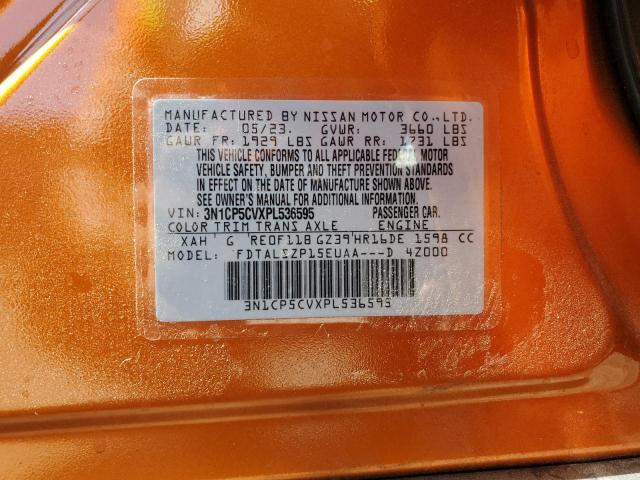 MANUFACTURED BY NISSAN MOTOR CO.,LTD.
DATE: 05/23. GVWR: 3660 LBS
GAWR FR: 1929 LBS GAWR RR: 1731 LBS
THIS VEHICLE CONFORMS TO ALL APPLICABLE FEDERAL MOTOR
VEHICLE SAFETY, BUMPER AND THEFT PREVENTION STANDARDS
IN EFFECT ON THE DATE OF MANUFACTURE SHOWN ABOVE.
SEE OWNER'S MANUAL FOR ADDITIONAL INFORMATION.
VIN: 3N1CP5CVXPL536595 PASSENGER CAR.
COLOR TRIM TRANS AXLE ENGINE
XAH G RE0F11B GZ39 HR16DE 1598 CC
MODEL: FDTALSZP15EUAA---D 4Z000
3N1CP5CVXPL536595